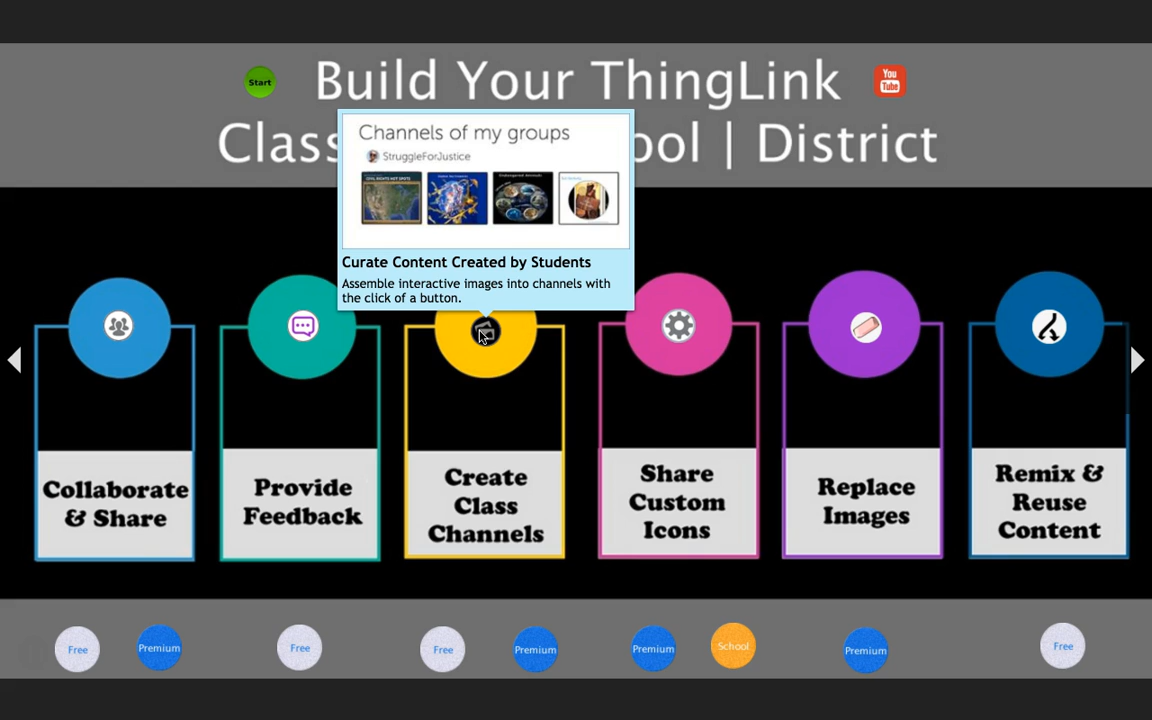 Start
Build Your ThingLink
You
Tube
Class
ool | District
Channels of my groups
StruggleForJustice
Curate Content Created by Students
Assemble interactive images into channels with
the click of a button.
Collaborate
& Share
Provide
Feedback
Create
Class
Channels
Share
Custom
Icons
Replace
Images
Remix &
Reuse
Content
Free
Premium
Free
Free
Premium
Premium
School
Premium
Free